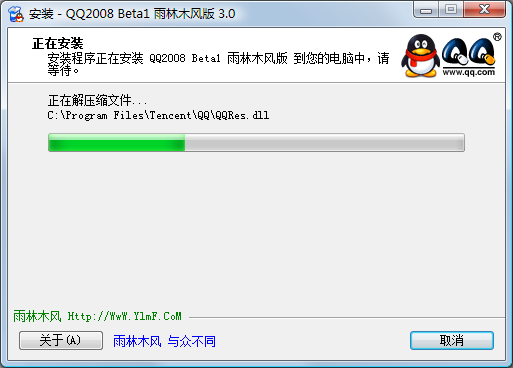 安装 - QQ2008 Beta1 雨林木风版 3.0
正在安装
安装程序正在安装 QQ2008 Beta1 雨林木风版 到您的电脑中，请
等待。
www.qq.com
正在解压缩文件...
C:\Program Files\Tencent\QQ\QQRes.dll
雨林木风 Http://WwW.YlmF.CoM
关于(A)
雨林木风 与众不同
取消